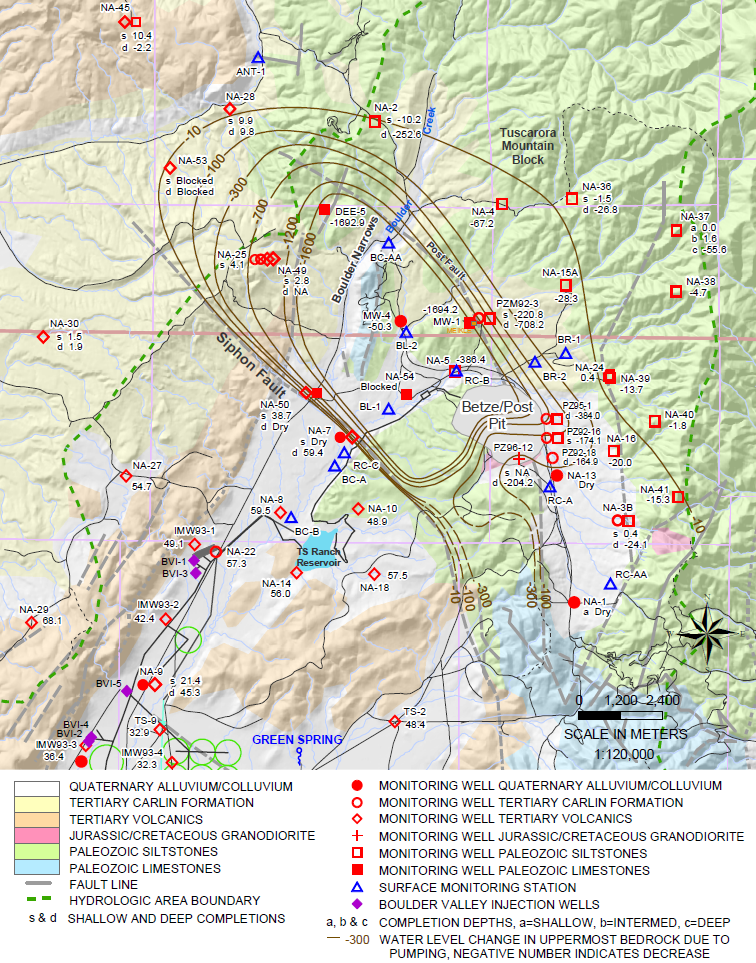 NA-45
s 10.4
d -2.2
ANT-1
NA-28
s 9.9
d 9.8
-10
-100
-300
-700
-1200
-1600
NA-2
s -10.2
d -252.6
Creek
Tuscarora
Mountain
Block
NA-53
s Blocked
d Blocked
DEE-5
-1692.9
Boulder
Boulder Narrows
BC-AA
Post Fault
NA-4
-67.2
NA-36
s -1.5
d -26.8
NA-37
a 0.0
b 1.6
c -55.6
NA-25
s 4.1
NA-49
s 2.8
d NA
NA-15A
-28.3
NA-38
-4.7
NA-30
s 1.5
d 1.9
MW-4
-50.3
BL-2
-1694.2
MW-1
PZM92-3
s -220.8
d -708.2
BR-1
BR-2
Siphon Fault
NA-5
-386.4
RC-B
NA-54
Blocked
NA-24
0.4
NA-39
-13.7
NA-50
s 38.7
d Dry
BL-1
Betze/Post
Pit
PZ95-1
d -384.0
PZ92-16
s -174.1
PZ92-18
d -164.9
NA-40
-1.8
NA-7
s Dry
d 59.4
RC-C
BC-A
PZ96-12
s NA
d -204.2
NA-16
-20.0
NA-13
Dry
RC-A
NA-41
-15.3
NA-27
54.7
NA-8
59.5
BC-B
NA-10
48.9
NA-3B
s 0.4
d -24.1
-10
IMW93-1
49.1
BVI-1
BVI-3
NA-22
57.3
TS Ranch
Reservoir
NA-14
56.0
57.5
NA-18
-10
-100
-300
-300
-100
RC-AA
NA-1
a Dry
NA-29
68.1
IMW93-2
42.4
NA-9
s 21.4
d 45.3
BVI-5
BVI-4
BVI-2
IMW93-3
36.4
TS-9
32.9
IMW93-4
32.3
TS-2
48.4
GREEN SPRING
0 1,200 2,400
SCALE IN METERS
1:120,000
QUATERNARY ALLUVIUM/COLLUVIUM
TERTIARY CARLIN FORMATION
TERTIARY VOLCANICS
JURASSIC/CRETACEOUS GRANODIORITE
PALEOZOIC SILTSTONES
PALEOZOIC LIMESTONES
FAULT LINE
HYDROLOGIC AREA BOUNDARY
s & d SHALLOW AND DEEP COMPLETIONS
MONITORING WELL QUATERNARY ALLUVIUM/COLLUVIUM
MONITORING WELL TERTIARY CARLIN FORMATION
MONITORING WELL TERTIARY VOLCANICS
MONITORING WELL JURASSIC/CRETACEOUS GRANODIORITE
MONITORING WELL PALEOZOIC SILTSTONES
MONITORING WELL PALEOZOIC LIMESTONES
SURFACE MONITORING STATION
BOULDER VALLEY INJECTION WELLS
a, b & c COMPLETION DEPTHS, a=SHALLOW, b=INTERMED, c=DEEP
-300 WATER LEVEL CHANGE IN UPPERMOST BEDROCK DUE TO
PUMPING, NEGATIVE NUMBER INDICATES DECREASE